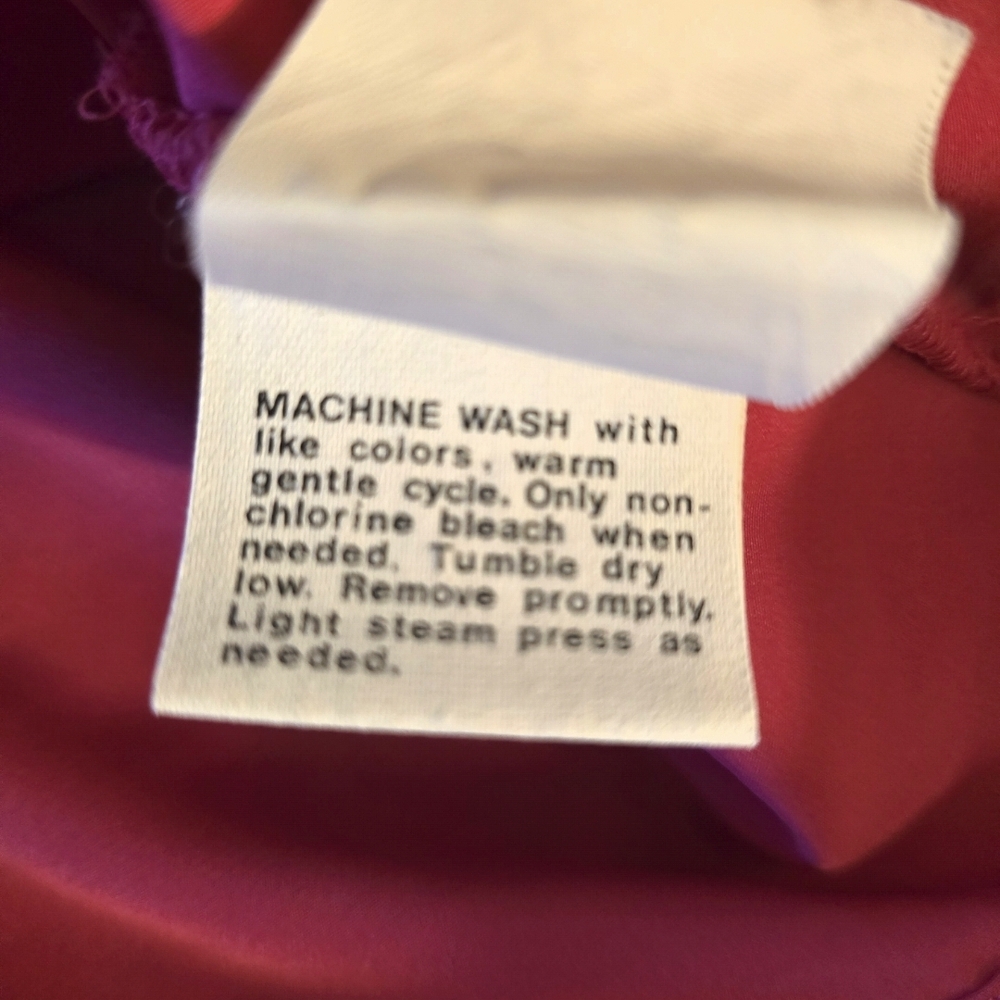 MACHINE WASH with
like colors, warm
gentle cycle. Only non-
chlorine bleach when
needed. Tumble dry
low. Remove promptly.
Light steam press as
needed.